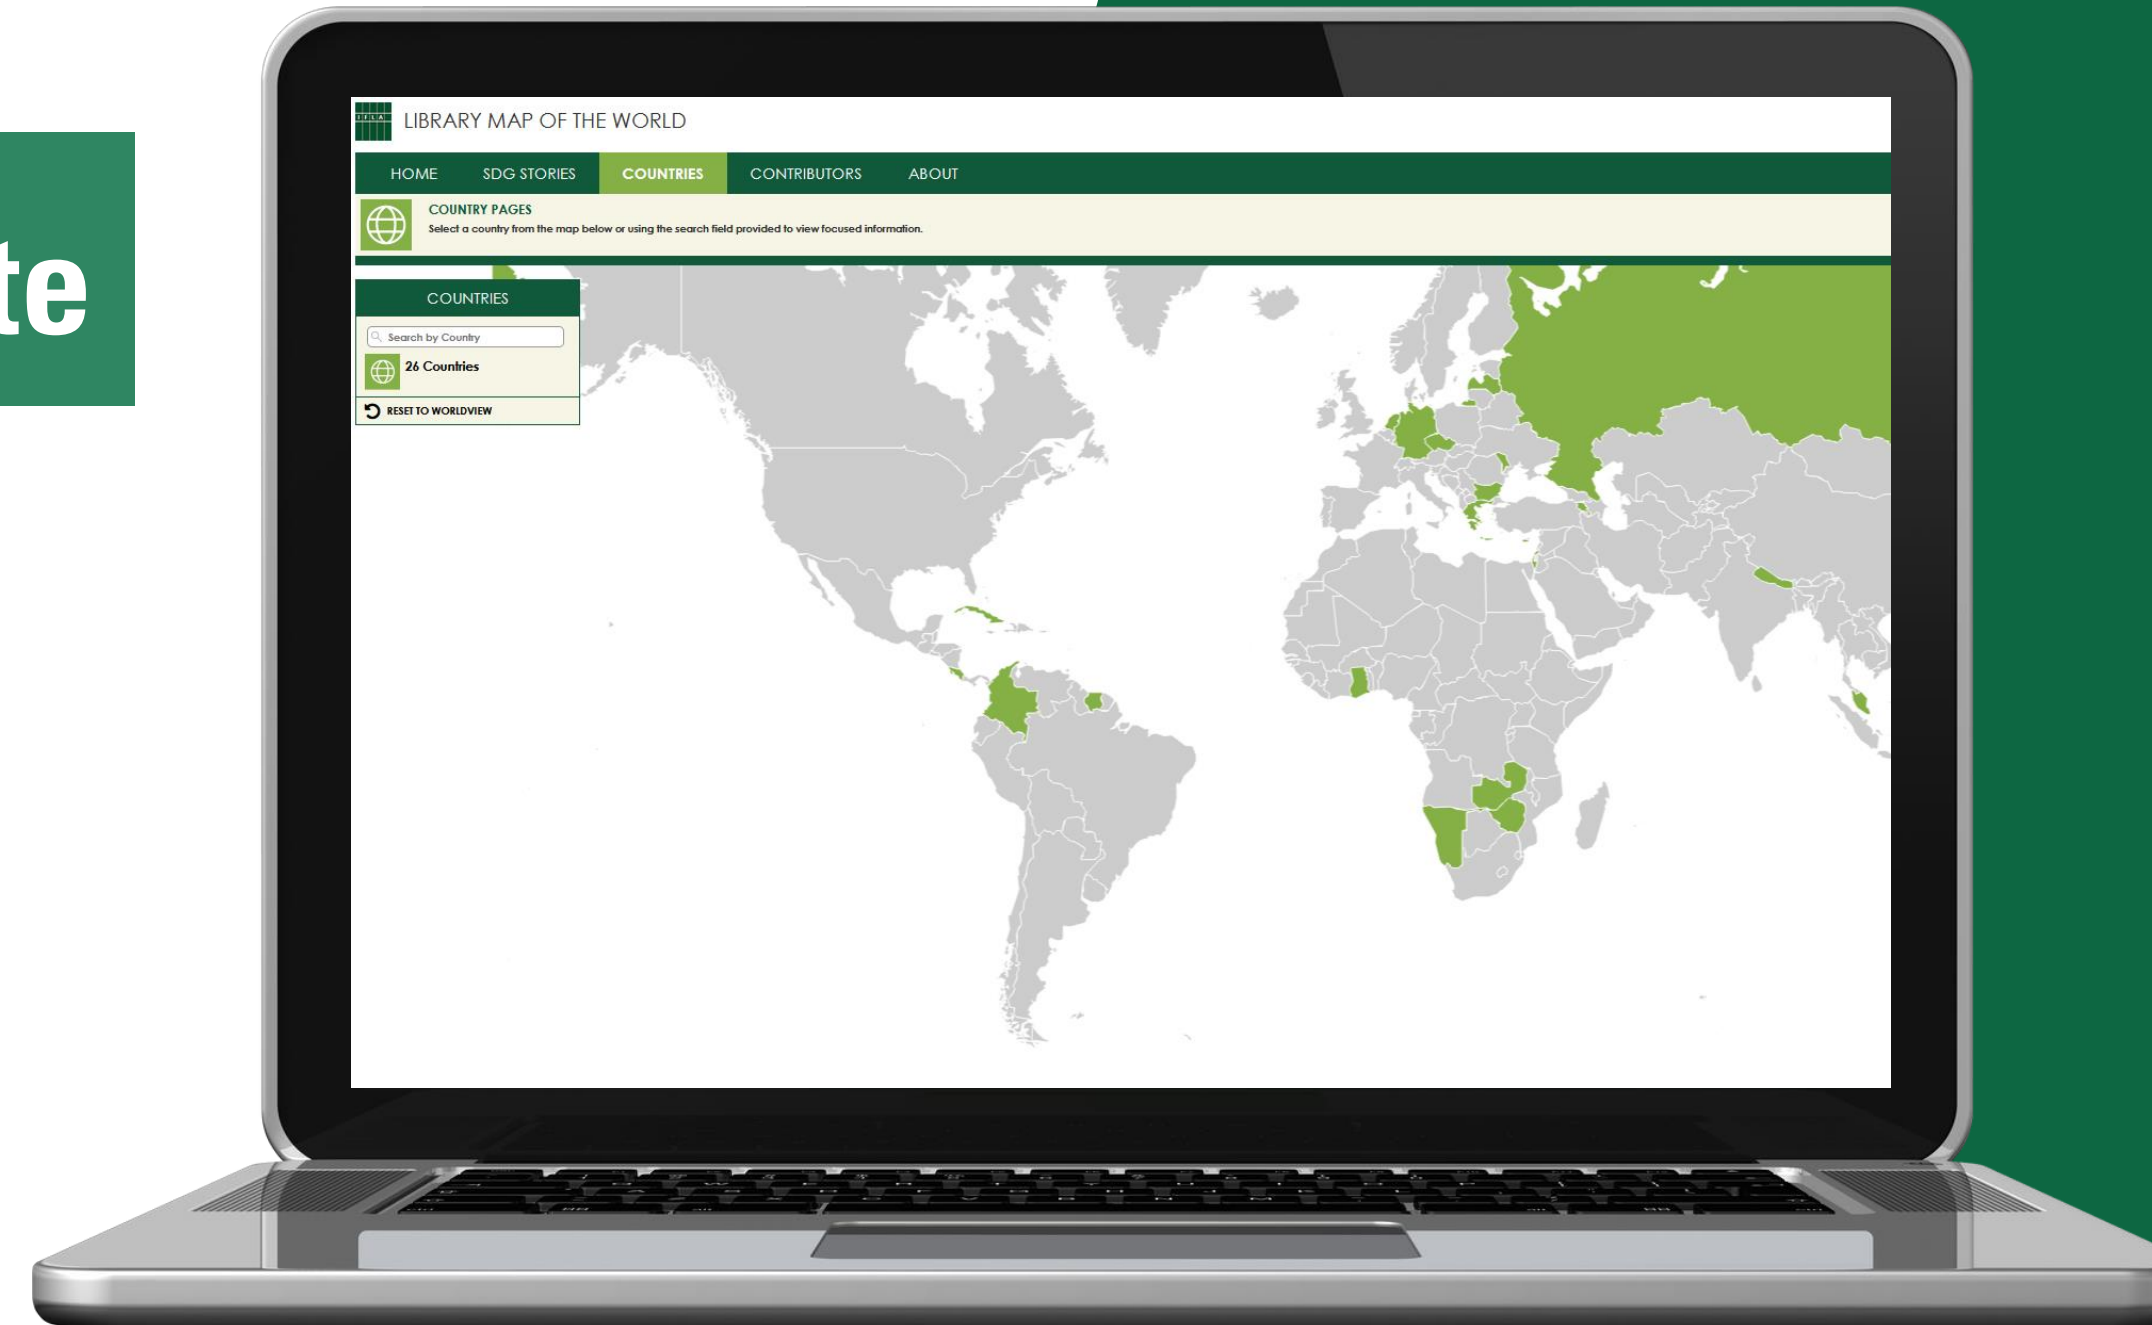 te
IFLA
LIBRARY MAP OF THE WORLD
HOME SDG STORIES COUNTRIES CONTRIBUTORS ABOUT
COUNTRY PAGES
Select a country from the map below or using the search field provided to view focused information.
COUNTRIES
Search by Country
26 Countries
RESET TO WORLDVIEW